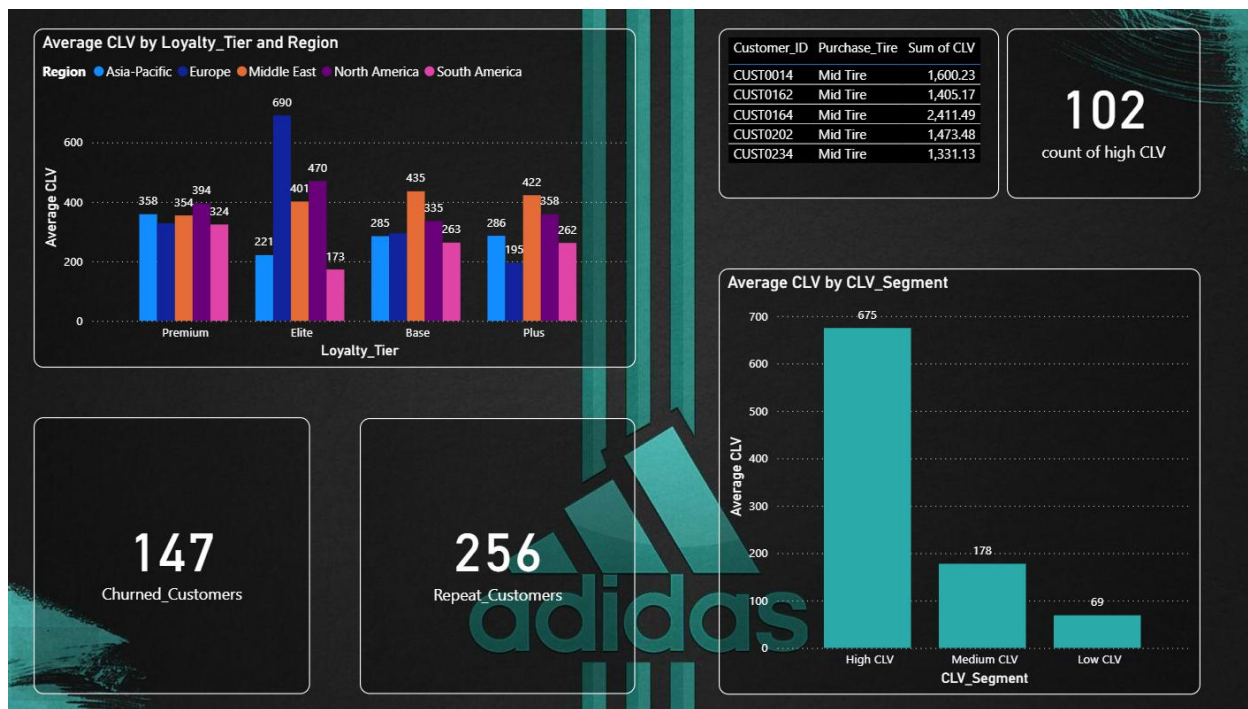 Average CLV by Loyalty_Tier and Region
Region Asia-Pacific Europe Middle East North America South America
Average CLV
600
400
200
0
358
354
394
324
221
690
401
470
173
285
435
335
263
286
195
422
358
262
Premium Elite Base Plus
Loyalty_Tier
Customer_ID Purchase_Tire Sum of CLV
CUST0014 Mid Tire 1,600.23
CUST0162 Mid Tire 1,405.17
CUST0164 Mid Tire 2,411.49
CUST0202 Mid Tire 1,473.48
CUST0234 Mid Tire 1,331.13
102
count of high CLV
147
Churned_Customers
256
Repeat_Customers
adidas
Average CLV by CLV_Segment
Average CLV
700
600
500
400
300
200
100
0
675
178
69
High CLV Medium CLV Low CLV
CLV_Segment